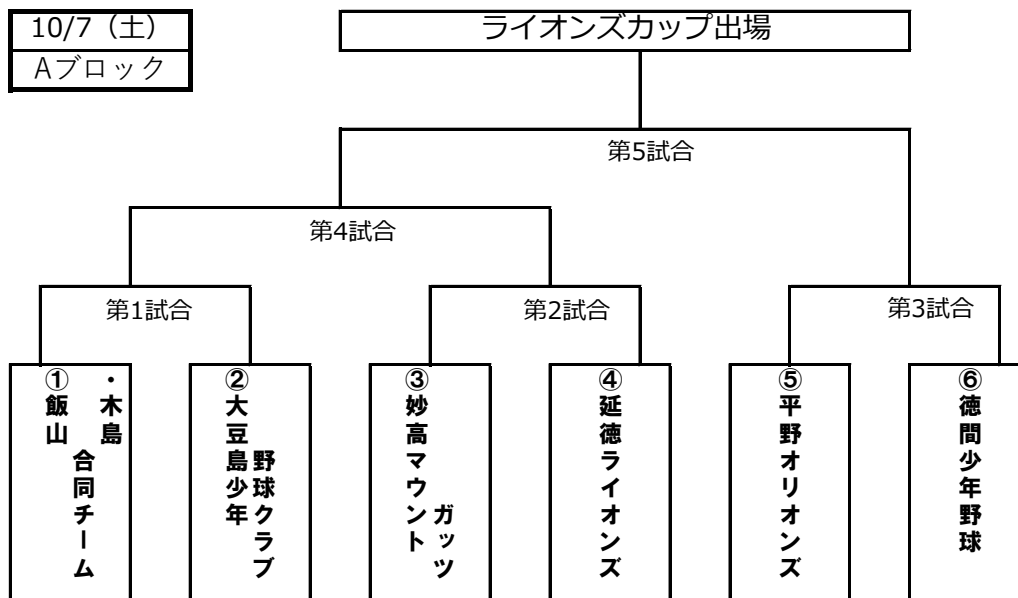 10/7（土）
Aブロック
ライオンズカップ出場
第5試合
第4試合
第1試合
第2試合
第3試合
①飯山
・木島
合同チーム
②大豆島少年
野球クラブ
③妙高マウント
ガッツ
④延徳ライオンズ
⑤平野オリオンズ
⑥徳間少年野球